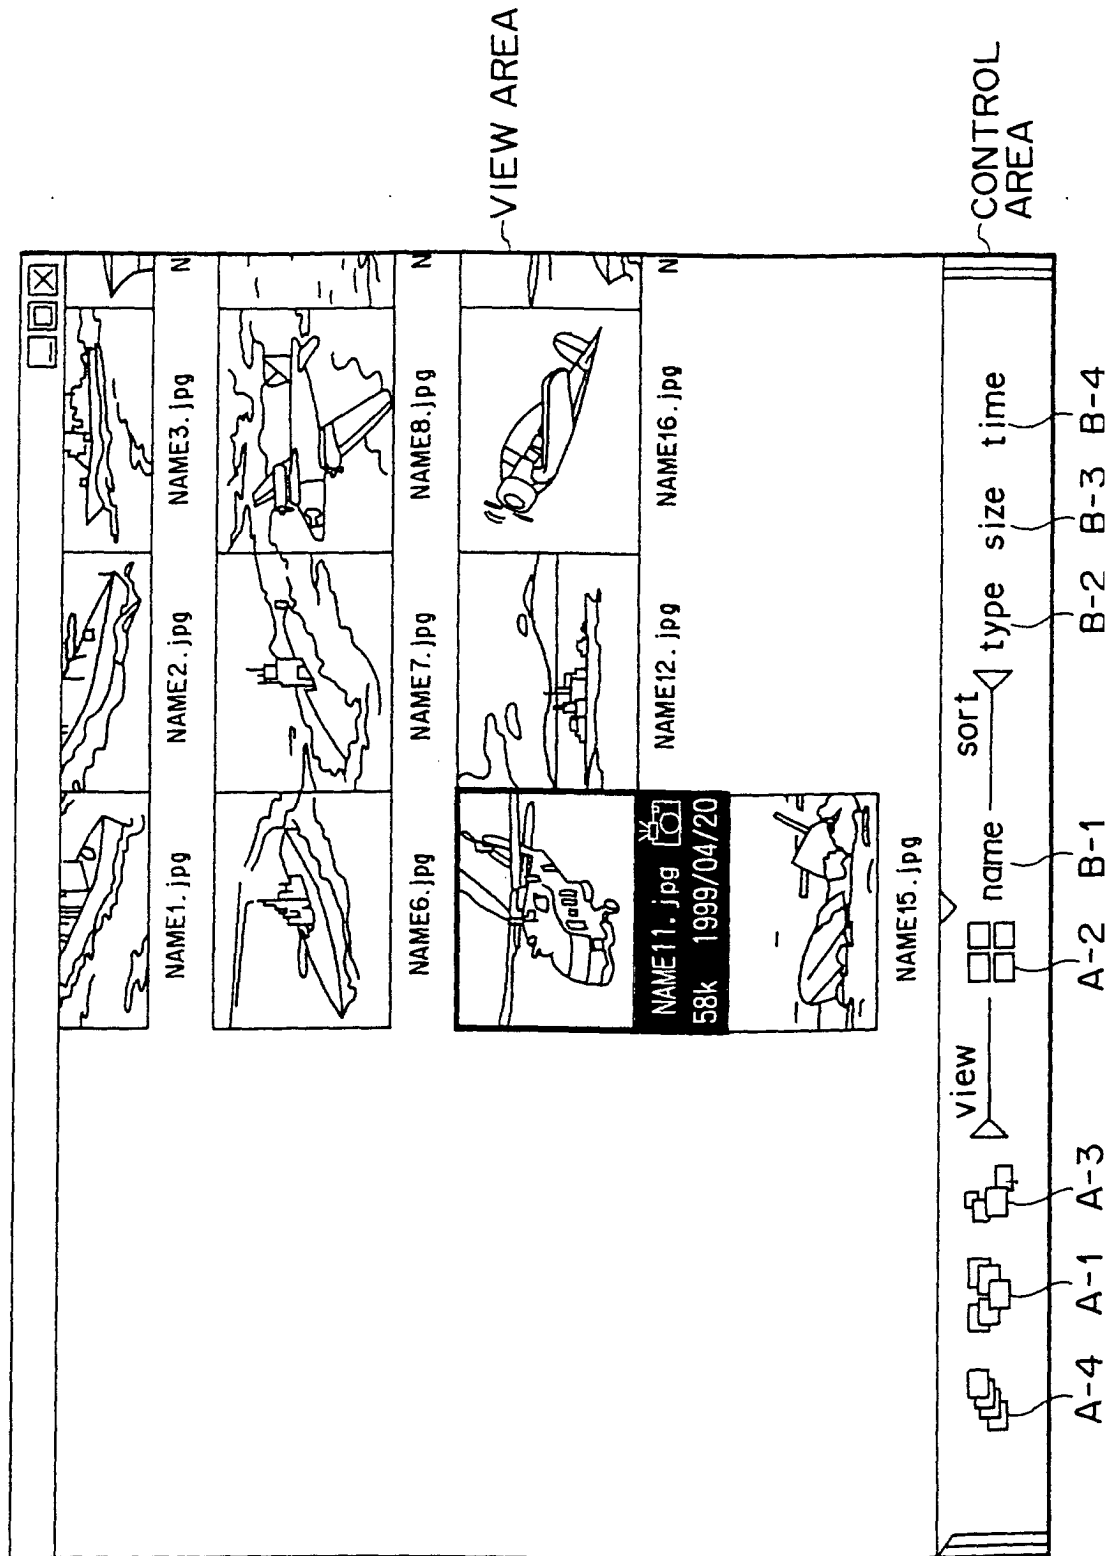 NAME1.jpg NAME2.jpg NAME3.jpg N
NAME6.jpg NAME7.jpg NAME8.jpg N
VIEW AREA
NAME11.jpg NAME12.jpg NAME16.jpg N
58k 1999/04/20
NAME15.jpg
view sort
name type size time
CONTROL
AREA
A-4 A-1 A-3 A-2 B-1 B-2 B-3 B-4